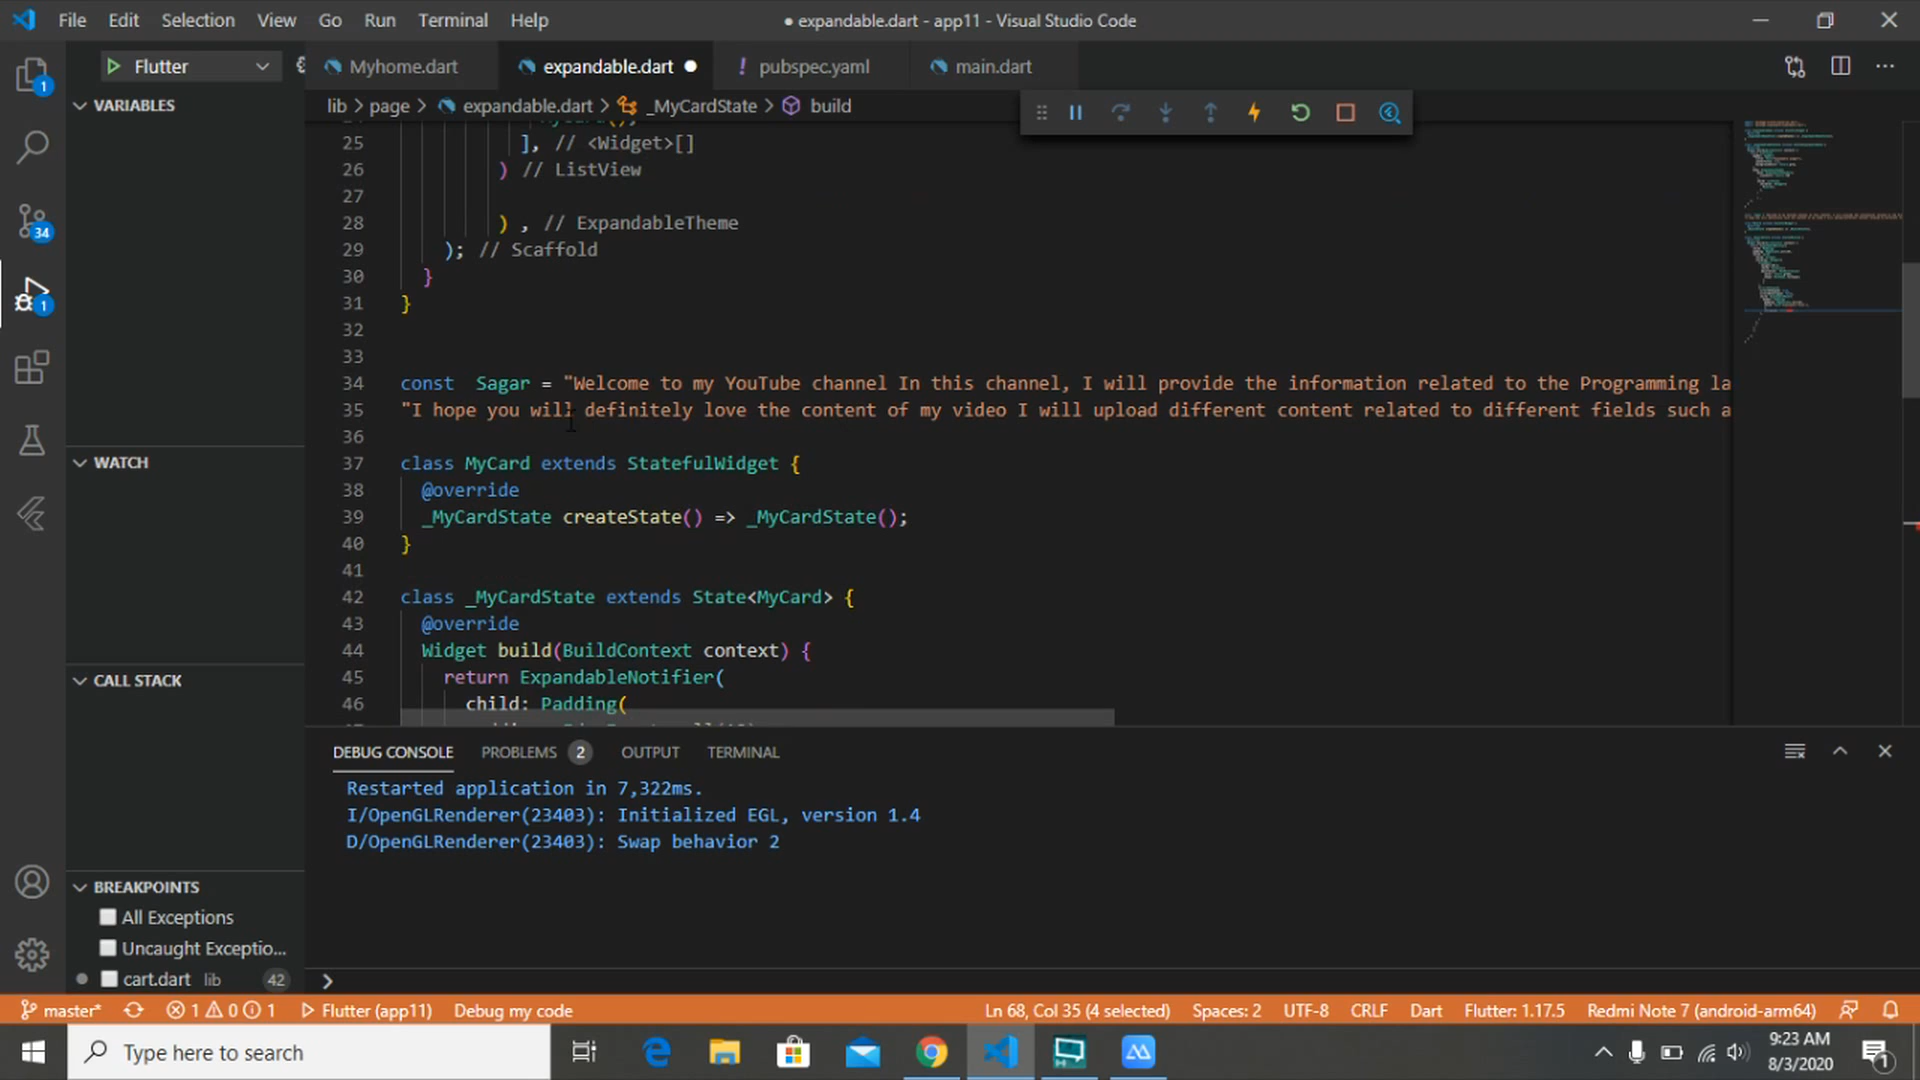 File Edit Selection View Go Run Terminal Help
● expandable.dart - app11 - Visual Studio Code
Flutter
Myhome.dart
expandable.dart
pubspec.yaml
main.dart
lib > page > expandable.dart > _MyCardState > build
VARIABLES
WATCH
CALL STACK
BREAKPOINTS
All Exceptions
Uncaught Exceptio...
cart.dart lib 42
1
34
1
25 ], // <Widget>[]
26 ) // ListView
27
28 ) , // ExpandableTheme
29 ); // Scaffold
30 }
31 }
32
33
34 const Sagar = "Welcome to my YouTube channel In this channel, I will provide the information related to the Programming la
35 "I hope you will definitely love the content of my video I will upload different content related to different fields such a
36
37 class MyCard extends StatefulWidget {
38 @override
39 _MyCardState createState() => _MyCardState();
40 }
41
42 class _MyCardState extends State<MyCard> {
43 @override
44 Widget build(BuildContext context) {
45 return ExpandableNotifier(
46 child: Padding(
DEBUG CONSOLE PROBLEMS 2 OUTPUT TERMINAL
Restarted application in 7,322ms.
I/OpenGLRenderer(23403): Initialized EGL, version 1.4
D/OpenGLRenderer(23403): Swap behavior 2
master* 1 0 1 Flutter (app11) Debug my code
Ln 68, Col 35 (4 selected) Spaces: 2 UTF-8 CRLF Dart Flutter: 1.17.5 Redmi Note 7 (android-arm64)
Type here to search
9:23 AM
8/3/2020
1